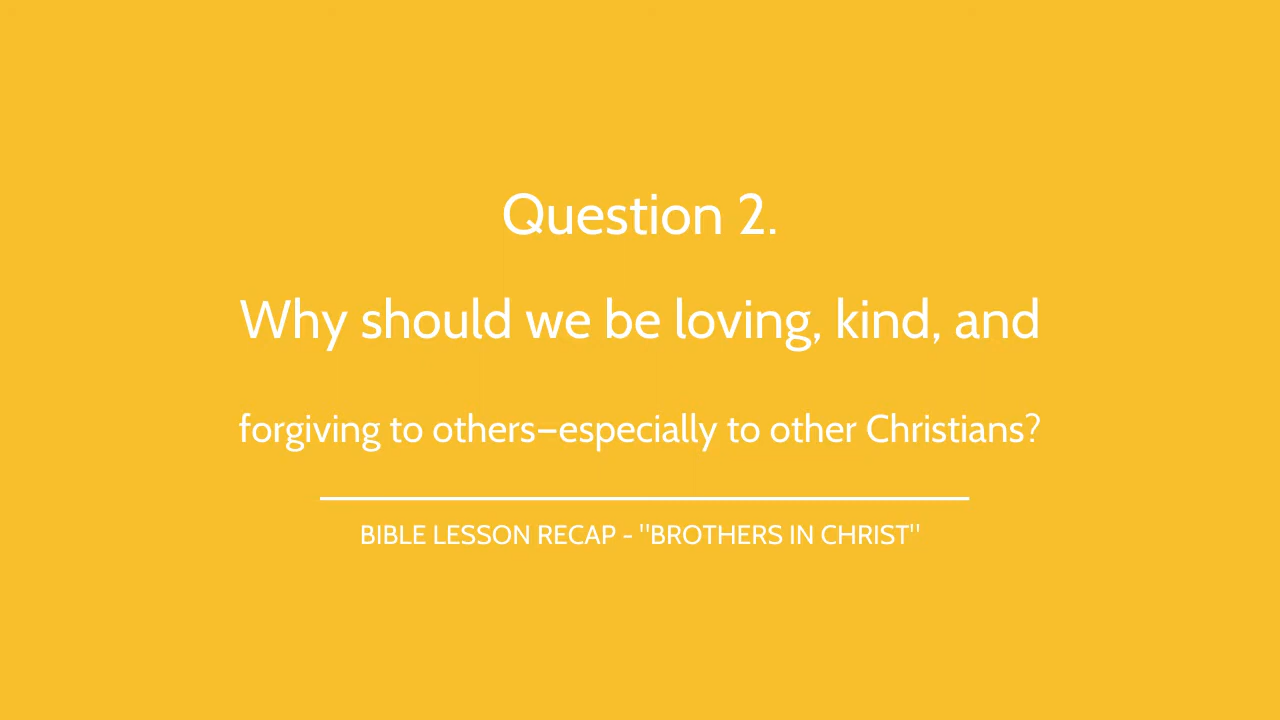 Question 2.
Why should we be loving, kind, and
forgiving to others–especially to other Christians?
BIBLE LESSON RECAP - "BROTHERS IN CHRIST"